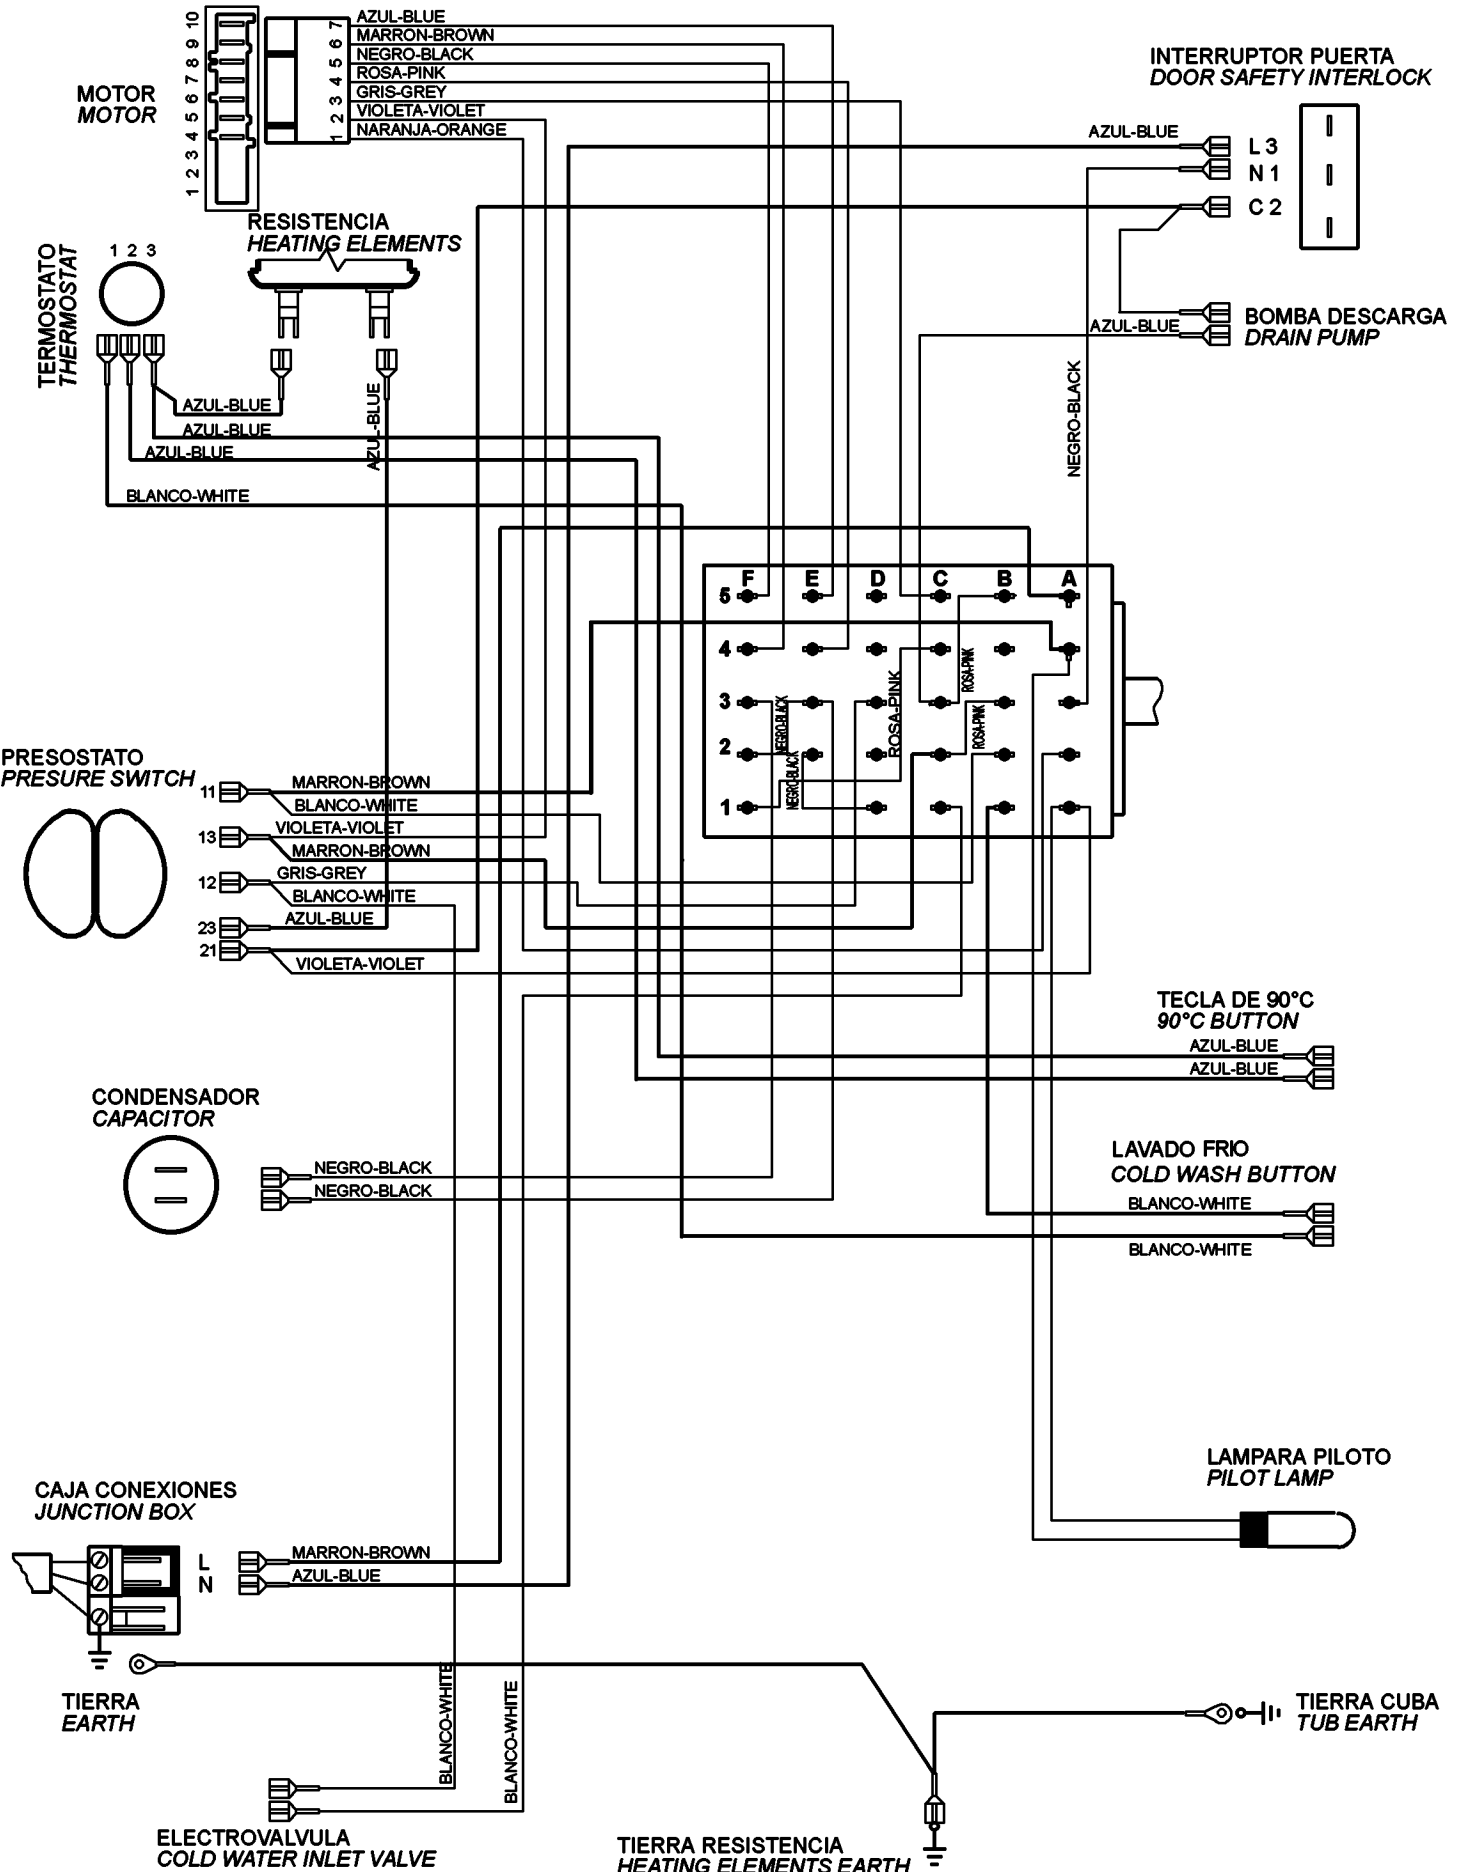 10
9
8
7
6
5
4
3
2
1
MOTOR
MOTOR
7
6
5
4
3
2
1
AZUL-BLUE
MARRON-BROWN
NEGRO-BLACK
ROSA-PINK
GRIS-GREY
VIOLETA-VIOLET
NARANJA-ORANGE
INTERRUPTOR PUERTA
DOOR SAFETY INTERLOCK
AZUL-BLUE
L 3
N 1
C 2
RESISTENCIA
HEATING ELEMENTS
TERMOSTATO
THERMOSTAT
1 2 3
BOMBA DESCARGA
DRAIN PUMP
AZUL-BLUE
NEGRO-BLACK
AZUL-BLUE
AZUL-BLUE
AZUL-BLUE
AZUL-BLUE
BLANCO-WHITE
F E D C B A
5
4
3
2
1
ROSA-PINK
ROSA-PINK
ROSA-PINK
NEGRO-BLACK
NEGRO-BLACK
PRESOSTATO
PRESURE SWITCH
11
MARRON-BROWN
BLANCO-WHITE
13
VIOLETA-VIOLET
MARRON-BROWN
12
GRIS-GREY
BLANCO-WHITE
23
AZUL-BLUE
21
VIOLETA-VIOLET
TECLA DE 90°C
90°C BUTTON
AZUL-BLUE
AZUL-BLUE
CONDENSADOR
CAPACITOR
NEGRO-BLACK
NEGRO-BLACK
LAVADO FRIO
COLD WASH BUTTON
BLANCO-WHITE
BLANCO-WHITE
LAMPARA PILOTO
PILOT LAMP
CAJA CONEXIONES
JUNCTION BOX
L
N
MARRON-BROWN
AZUL-BLUE
TIERRA
EARTH
BLANCO-WHITE
BLANCO-WHITE
TIERRA CUBA
TUB EARTH
ELECTROVALVULA
COLD WATER INLET VALVE
TIERRA RESISTENCIA
HEATING ELEMENTS EARTH